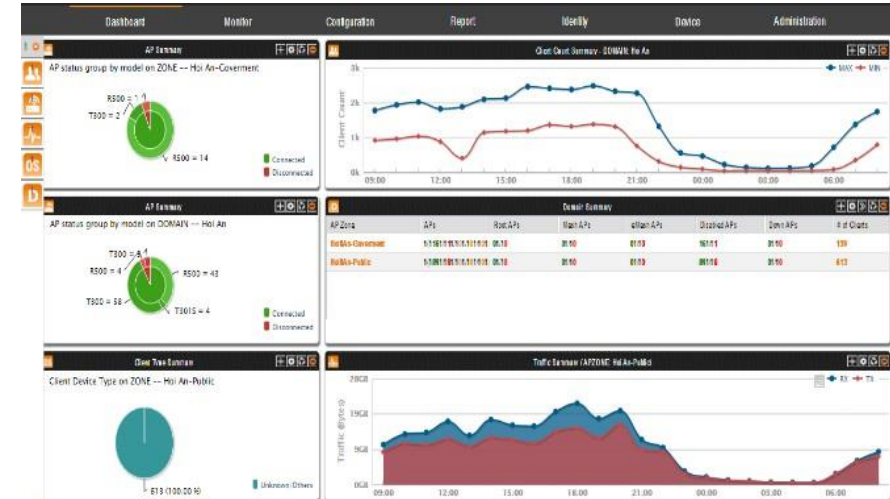 Dashboard Monitor Configuration Report Identity Device Administration
AP Summary
AP status group by model on ZONE -- Hoi An-Goverment
R500 = 1
T300 = 2
R500 = 14
Connected
Disconnected
Client Count Summary - DOMAIN: Hoi An
MAX MIN
Client Count
3k
2k
1k
0k
09:00 12:00 15:00 18:00 21:00 00:00 03:00 06:00
AP Summary
AP status group by model on DOMAIN -- Hoi An
T300 =
R500 = 4
R500 = 43
T300 = 58
T301S = 4
Connected
Disconnected
Domain Summary
AP Zone APs Root APs Mesh APs eMesh APs Disabled APs Down APs # of Clients
HoiAn-Goverment
HoiAn-Public 613
Client Type Summary
Client Device Type on ZONE -- Hoi An-Public
613 (100.00 %)
Unknown/Others
Traffic Summary (APZONE: Hoi An-Public)
RX TX
Traffic (Bytes)
28GB
19GB
9GB
0GB
09:00 12:00 15:00 18:00 21:00 00:00 03:00 06:00